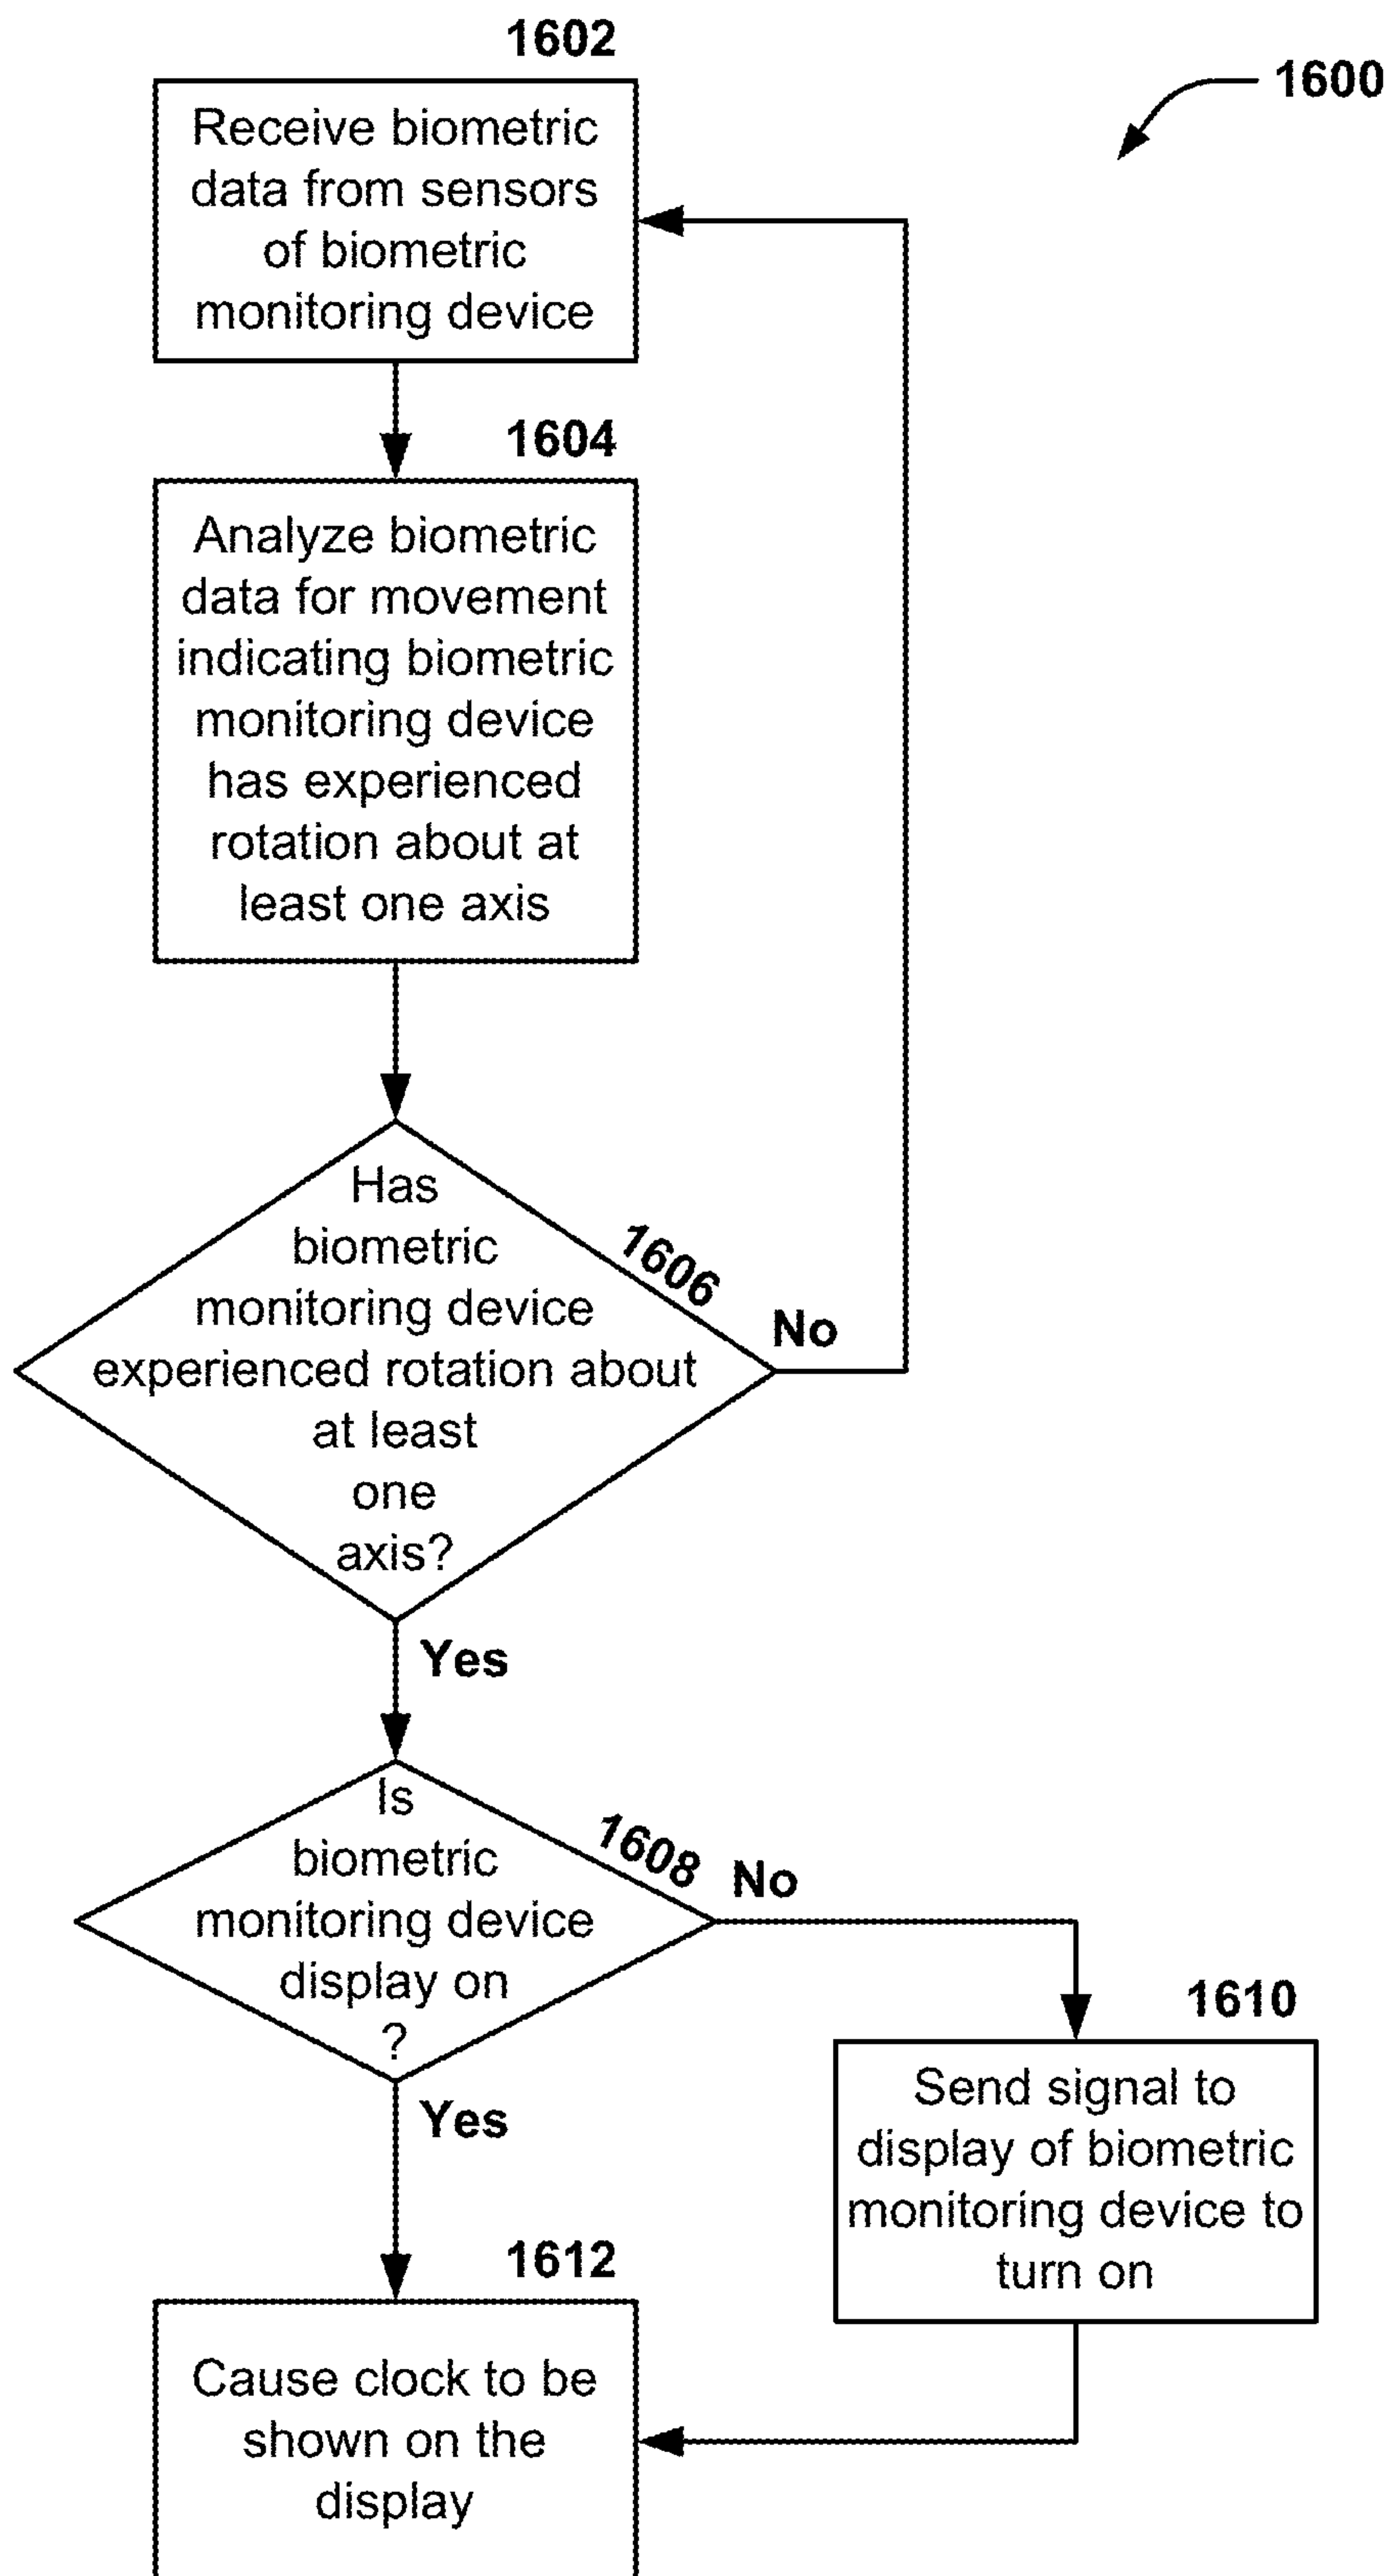 1602
1600
Receive biometric
data from sensors
of biometric
monitoring device
1604
Analyze biometric
data for movement
indicating biometric
monitoring device
has experienced
rotation about at
least one axis
Has
biometric
monitoring device
experienced rotation about
at least
one
axis?
1606
No
Yes
Is
biometric
monitoring device
display on
?
1608
No
Yes
1610
Send signal to
display of biometric
monitoring device to
turn on
1612
Cause clock to be
shown on the
display